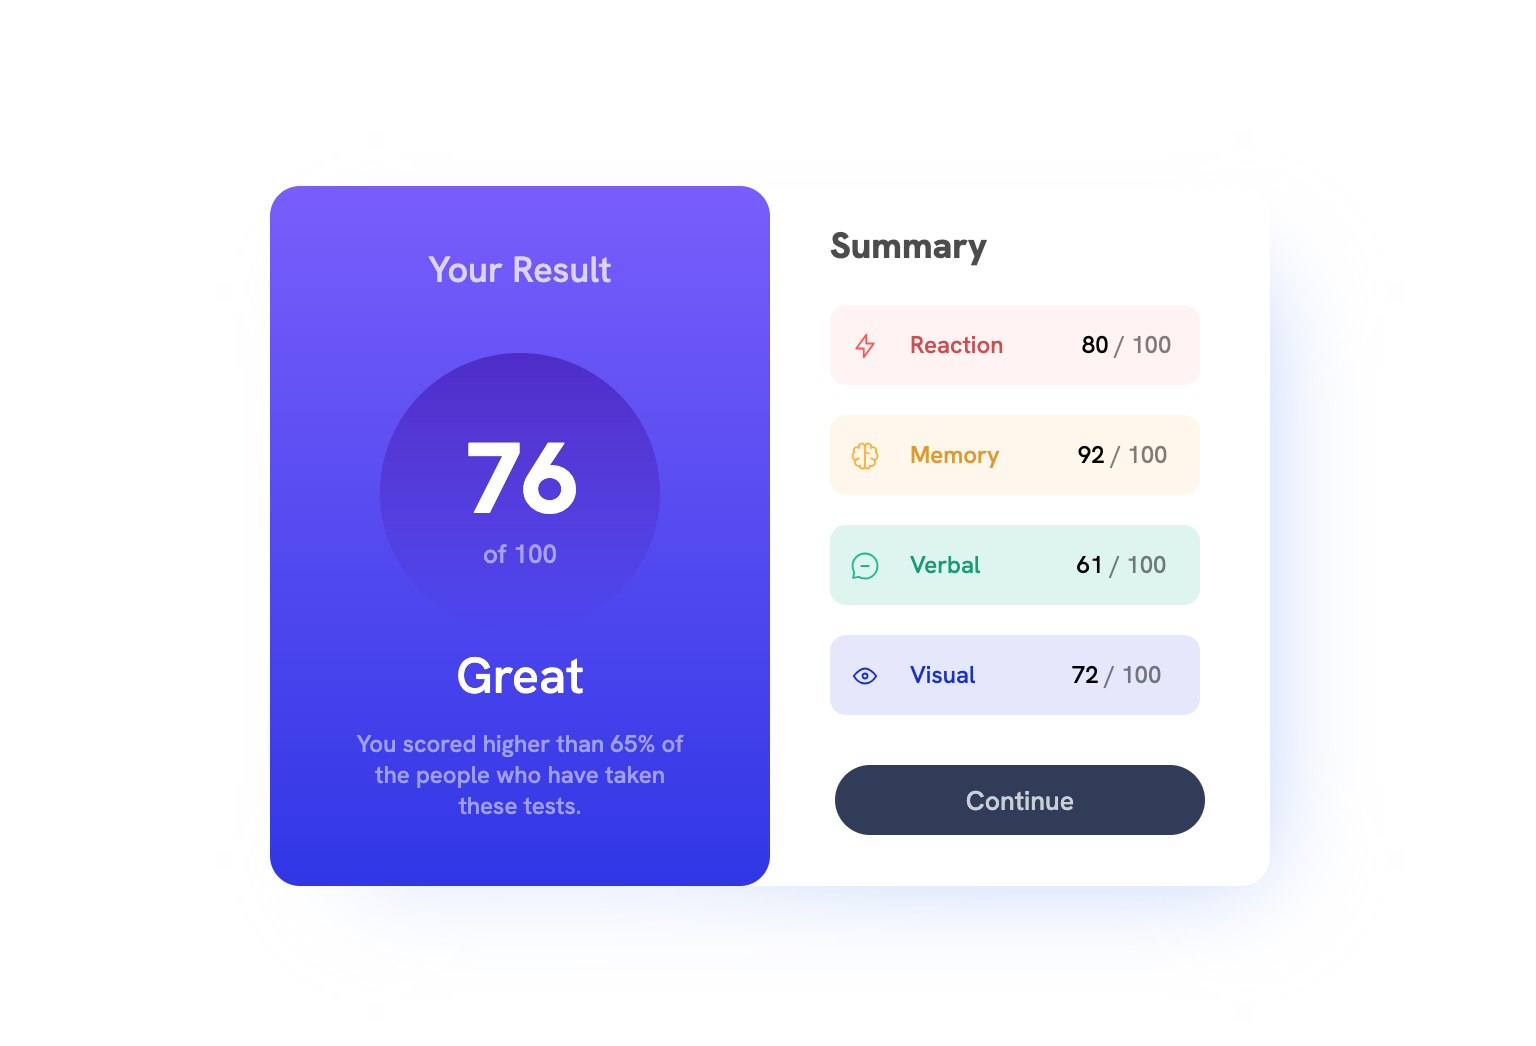 Your Result
76
of 100
Great
You scored higher than 65% of
the people who have taken
these tests.
Summary
Reaction 80 / 100
Memory 92 / 100
Verbal 61 / 100
Visual 72 / 100
Continue